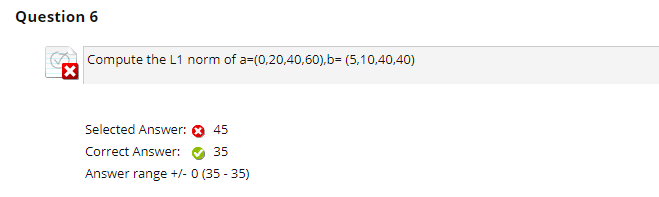 Question 6
Compute the L1 norm of a=(0,20,40,60),b= (5,10,40,40)
Selected Answer: 45
Correct Answer: 35
Answer range +/- 0 (35 - 35)